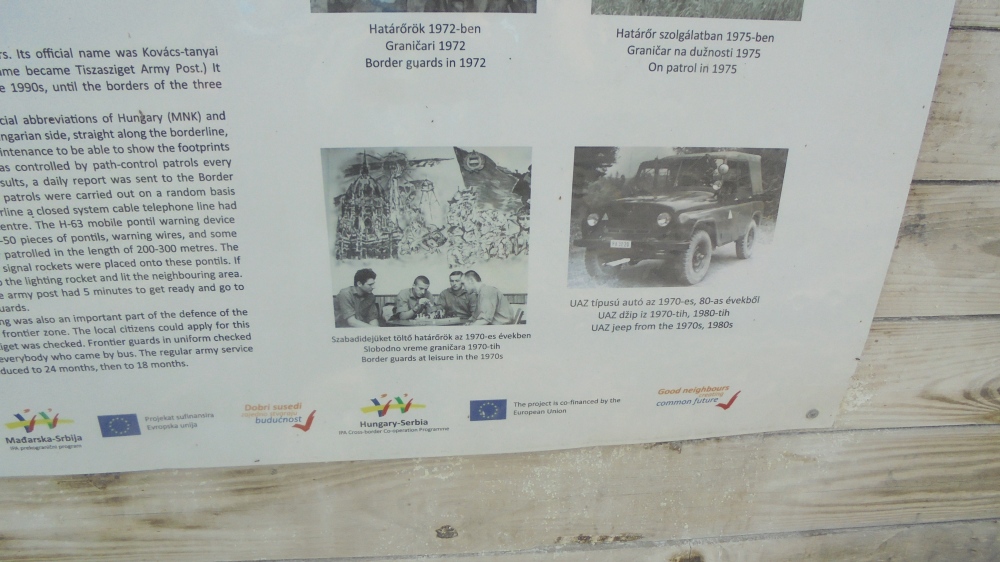 rs. Its official name was Kovács-tanyai
me became Tiszasziget Army Post.) It
e 1990s, until the borders of the three
cial abbreviations of Hungary (MNK) and
ngarian side, straight along the borderline,
intenance to be able to show the footprints
as controlled by path-control patrols every
sults, a daily report was sent to the Border
patrols were carried out on a random basis
rline a closed system cable telephone line had
entre. The H-63 mobile pontil warning device
-50 pieces of pontils, warning wires, and some
patrolled in the length of 200-300 metres. The
signal rockets were placed onto these pontils. If
the lighting rocket and lit the neighbouring area.
e army post had 5 minutes to get ready and go to
uards.
ng was also an important part of the defence of the
frontier zone. The local citizens could apply for this
iget was checked. Frontier guards in uniform checked
everybody who came by bus. The regular army service
duced to 24 months, then to 18 months.
Határőrök 1972-ben
Graničari 1972
Border guards in 1972
Határőr szolgálatban 1975-ben
Graničar na dužnosti 1975
On patrol in 1975
Szabadidejüket töltő határőrök az 1970-es években
Slobodno vreme graničara 1970-tih
Border guards at leisure in the 1970s
UAZ típusú autó az 1970-es, 80-as évekből
UAZ džip iz 1970-tih, 1980-tih
UAZ jeep from the 1970s, 1980s
Mađarska-Srbija
IPA prekogranični program
Projekat sufinansira
Evropska unija
Dobri susedi
zajedno stvaraju
budućnost
Hungary-Serbia
IPA Cross-border Co-operation Programme
The project is co-financed by the
European Union
Good neighbours
creating
common future